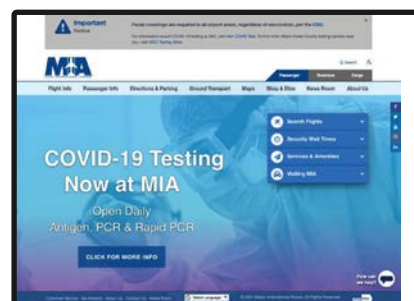 Important
Notice
Facial coverings are required in all airport areas, regardless of vaccination, per the CDC.
MIA
Search
Passenger Business Cargo
Flight Info Passenger Info Directions & Parking Ground Transport Maps Shop & Dine News Room About Us
Search Flights
Security Wait Times
Services & Amenities
Visiting MIA
COVID-19 Testing
Now at MIA
Open Daily
Antigen, PCR & Rapid PCR
CLICK FOR MORE INFO
How can
we help?
Select Language